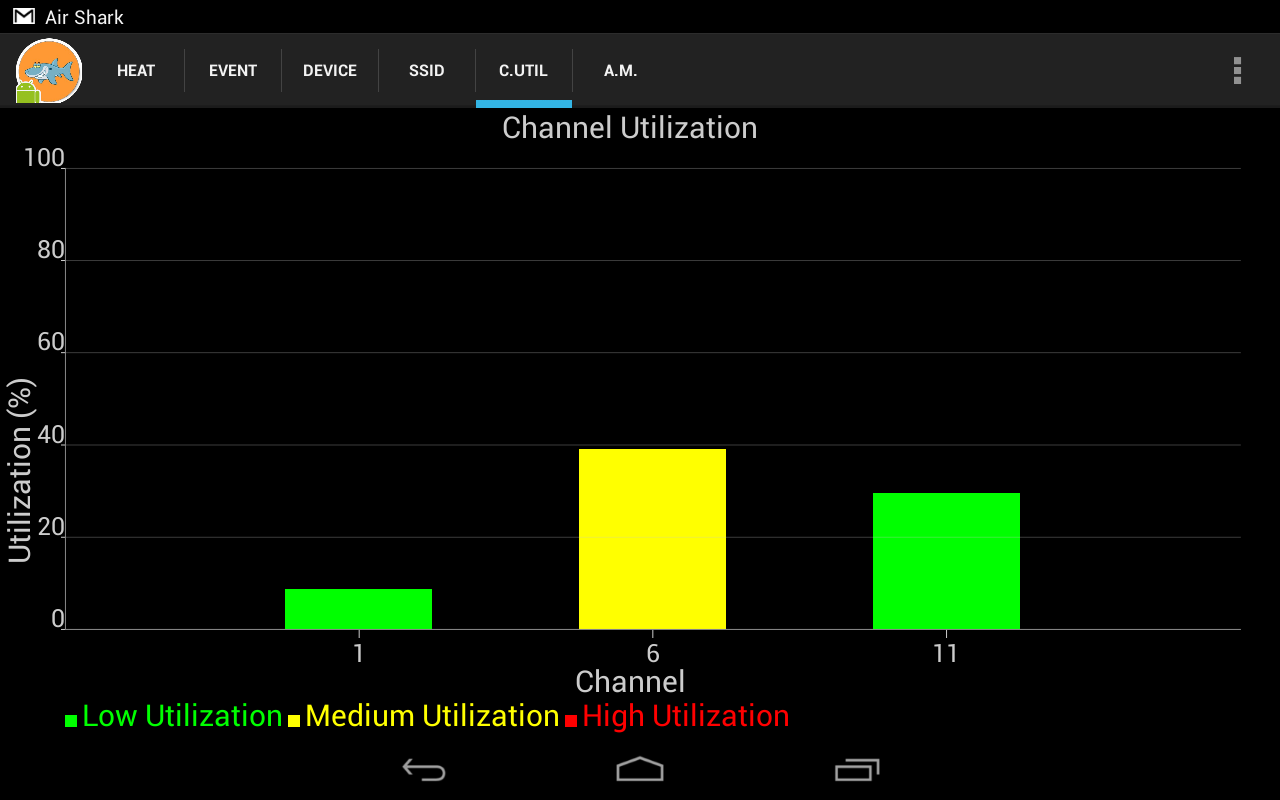 Air Shark
HEAT EVENT DEVICE SSID C.UTIL A.M.
Channel Utilization
100
80
60
40
20
0
Utilization (%)
1 6 11
Channel
Low Utilization Medium Utilization High Utilization